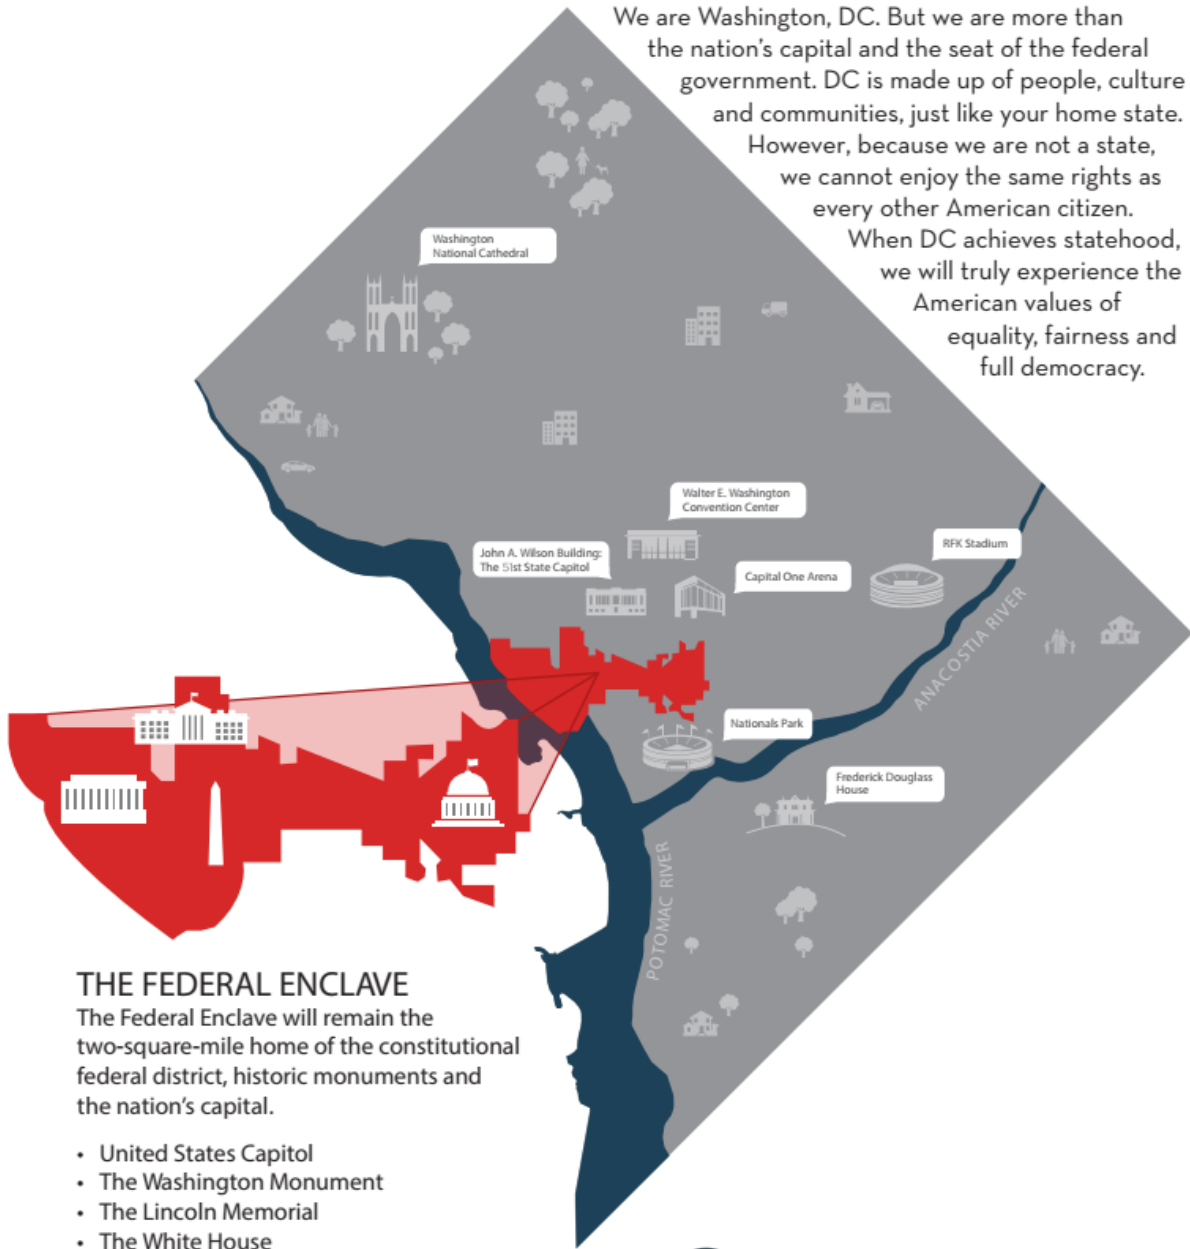 We are Washington, DC. But we are more than
the nation's capital and the seat of the federal
government. DC is made up of people, culture
and communities, just like your home state.
However, because we are not a state,
we cannot enjoy the same rights as
every other American citizen.
When DC achieves statehood,
we will truly experience the
American values of
equality, fairness and
full democracy.
Washington
National Cathedral
Walter E. Washington
Convention Center
John A. Wilson Building:
The 51st State Capitol
Capital One Arena
RFK Stadium
ANACOSTIA RIVER
Nationals Park
Frederick Douglass
House
POTOMAC RIVER
THE FEDERAL ENCLAVE
The Federal Enclave will remain the
two-square-mile home of the constitutional
federal district, historic monuments and
the nation's capital.
• United States Capitol
• The Washington Monument
• The Lincoln Memorial
• The White House